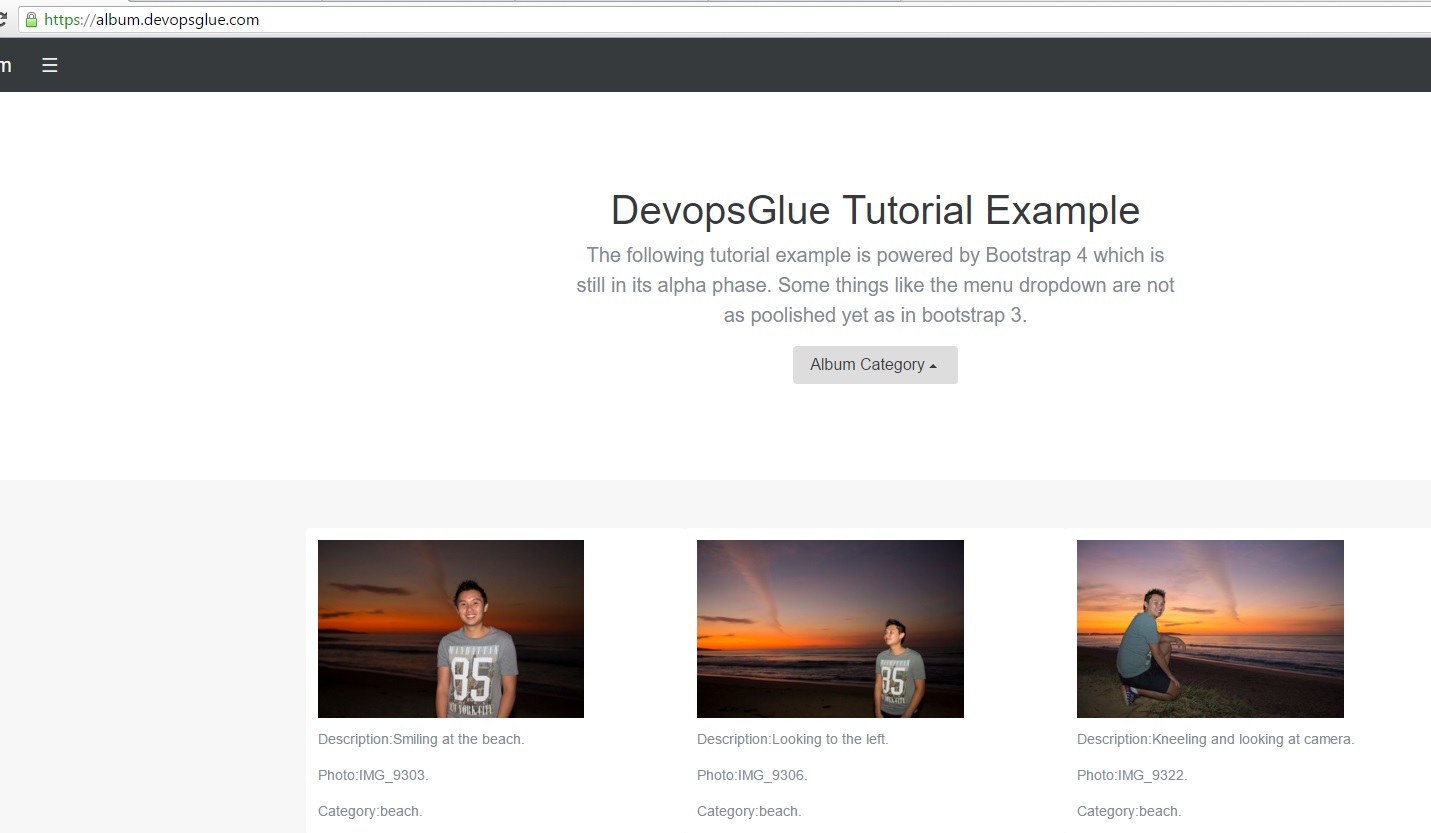 https://album.devopsglue.com
m ☰
DevopsGlue Tutorial Example
The following tutorial example is powered by Bootstrap 4 which is
still in its alpha phase. Some things like the menu dropdown are not
as poolished yet as in bootstrap 3.
Album Category
MANHATTAN
85
NEW YORK CITY
85
Description:Smiling at the beach.
Photo:IMG_9303.
Category:beach.
Description:Looking to the left.
Photo:IMG_9306.
Category:beach.
Description:Kneeling and looking at camera.
Photo:IMG_9322.
Category:beach.